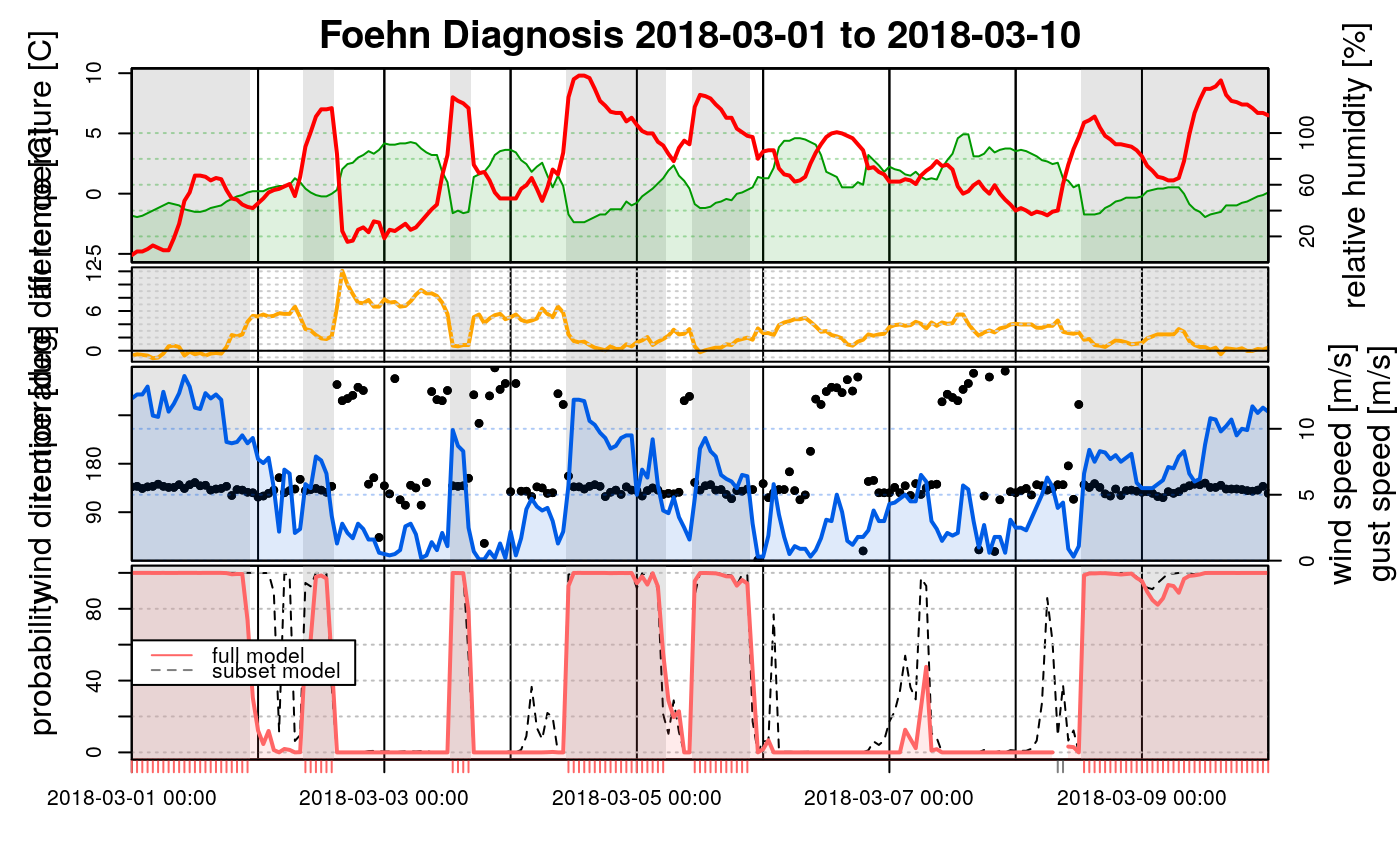 Foehn Diagnosis 2018-03-01 to 2018-03-10
10
5
0
-5
temperature [C]
100
60
20
relative humidity [%]
12
6
0
180
90
10
5
0
wind speed [m/s]
gust speed [m/s]
80
40
0
probability
full model
subset model
2018-03-01 00:00
2018-03-03 00:00
2018-03-05 00:00
2018-03-07 00:00
2018-03-09 00:00